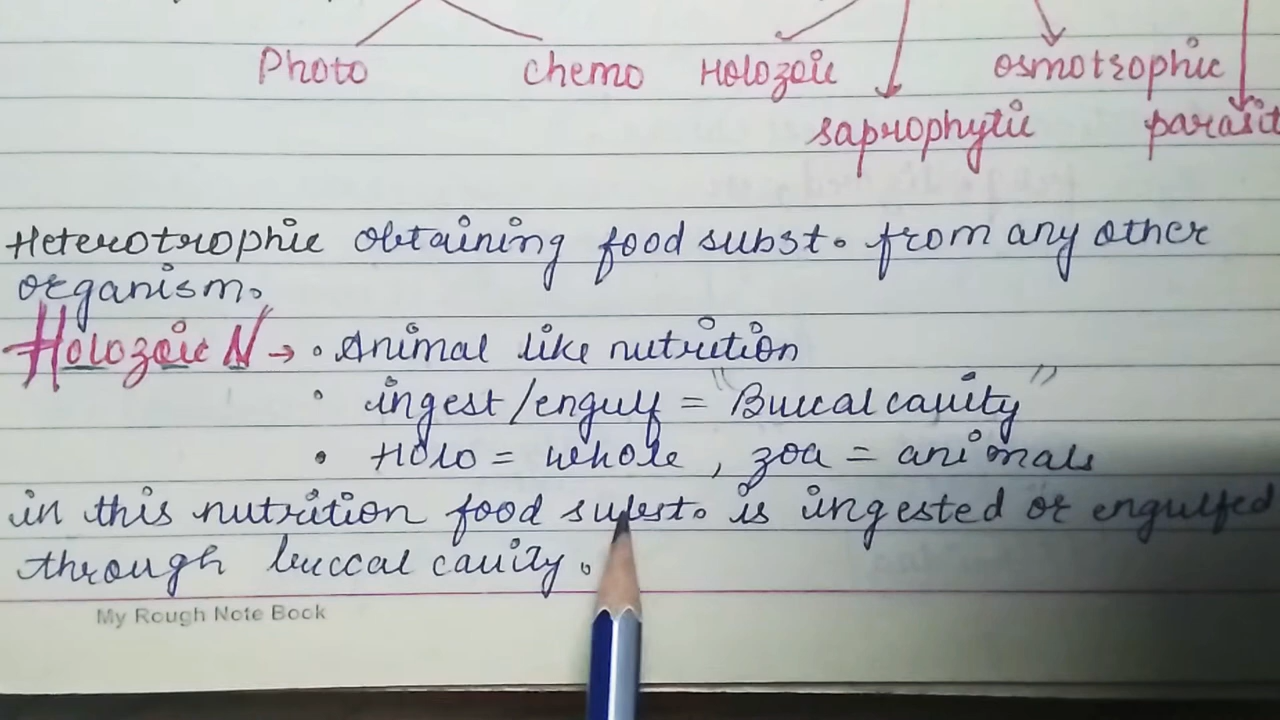 Photo chemo Holozoic osmotrophic
saprophytic parasit
Heterotrophic obtaining food subst. from any other
organism.
Holozoic N → • Animal like nutrition
• ingest/engulf = "Buccal cavity"
• Holo = whole, zoa = animals
in this nutrition food subst. is ingested or engulfed
through buccal cavity.
My Rough Note Book